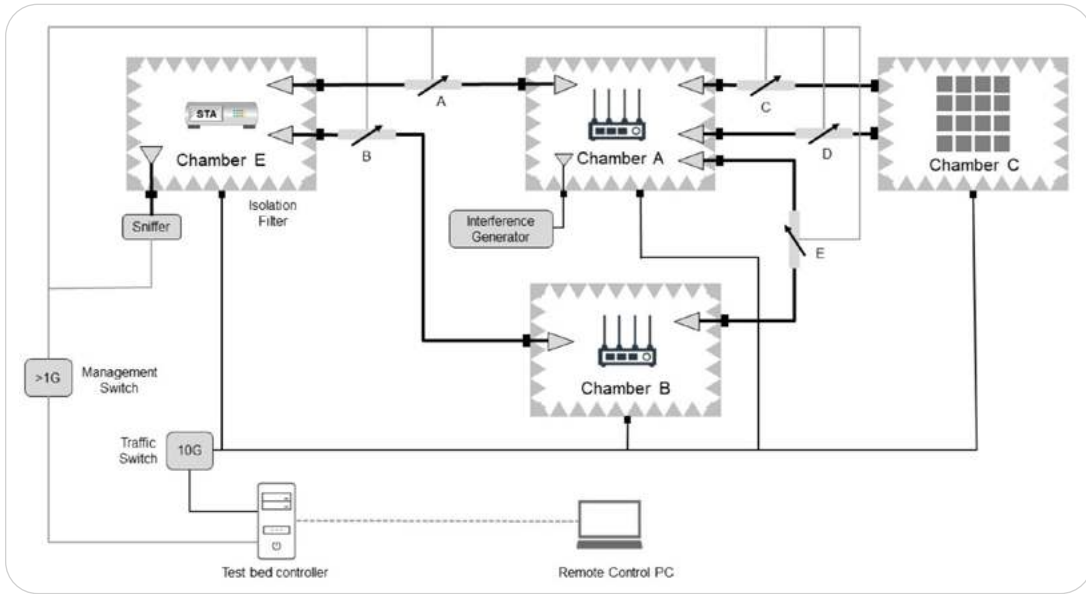 A
C
STA
B
D
Chamber E
Chamber A
Chamber C
Isolation
Filter
Sniffer
Interference
Generator
E
>1G
Management
Switch
Chamber B
Traffic
Switch
10G
Test bed controller
Remote Control PC